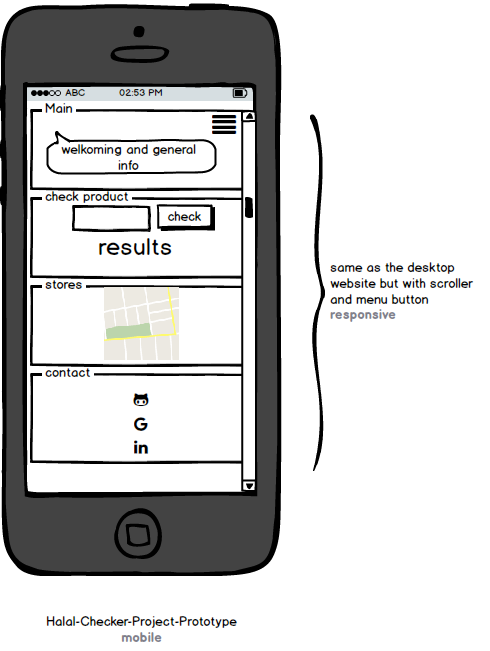 ABC 02:53 PM
Main
welkoming and general
info
check product
check
results
stores
contact
G
in
same as the desktop
website but with scroller
and menu button
responsive
Halal-Checker-Project-Prototype
mobile